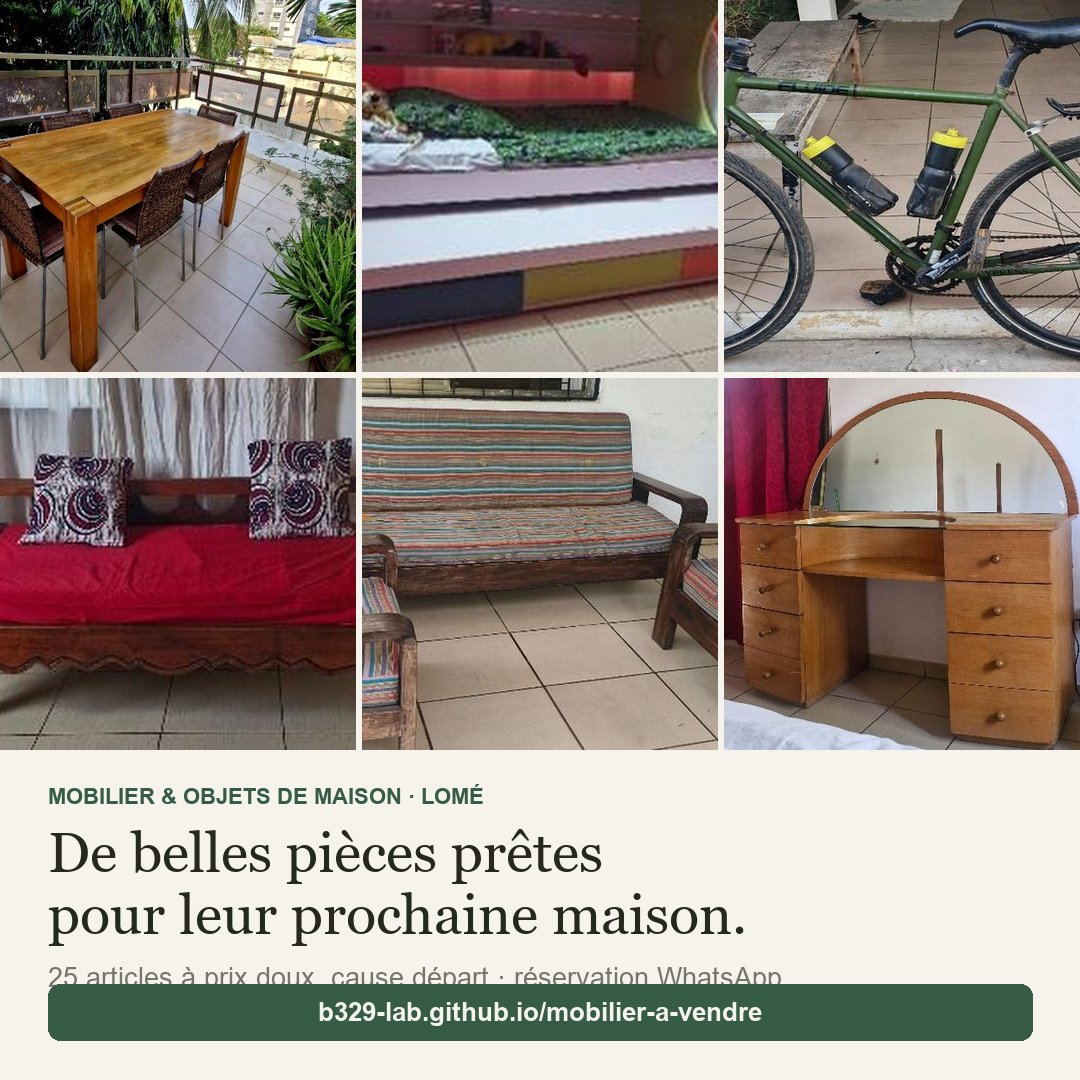 MOBILIER & OBJETS DE MAISON · LOMÉ
De belles pièces prêtes
pour leur prochaine maison.
25 articles à prix doux, cause départ · réservation WhatsApp
b329-lab.github.io/mobilier-a-vendre